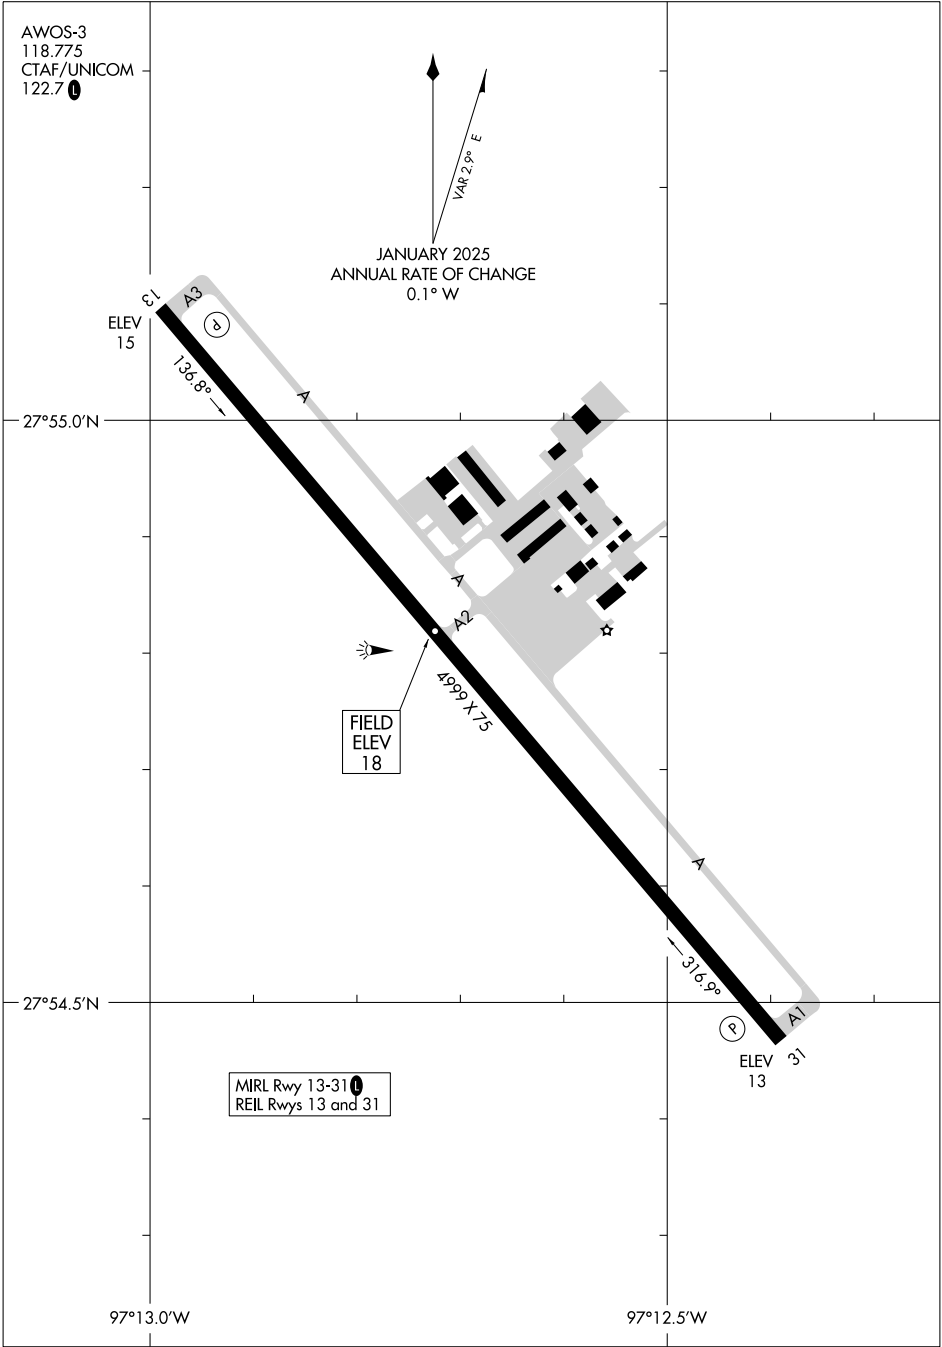 AWOS-3
118.775
CTAF/UNICOM
122.7 L
VAR 2.9° E
JANUARY 2025
ANNUAL RATE OF CHANGE
0.1° W
13
A3
P
ELEV
15
136.8°
A
27°55.0'N
A
A2
4999 X 75
FIELD
ELEV
18
A
316.9°
27°54.5'N
A1
P
31
ELEV
13
MIRL Rwy 13-31 L
REIL Rwys 13 and 31
97°13.0'W
97°12.5'W